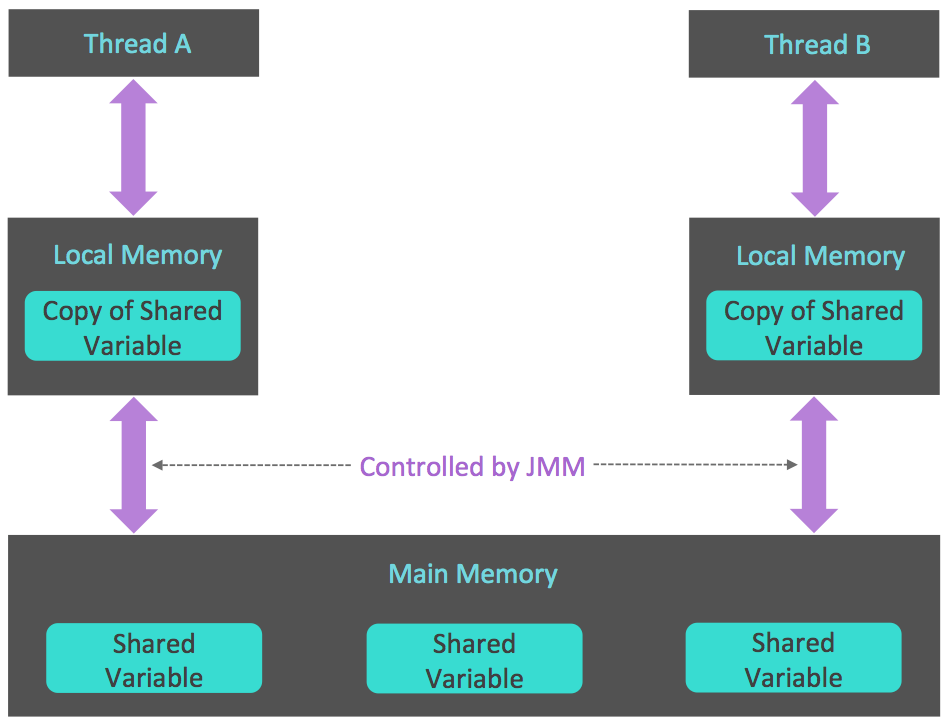 Thread A
Thread B
Local Memory
Copy of Shared
Variable
Local Memory
Copy of Shared
Variable
Controlled by JMM
Main Memory
Shared
Variable
Shared
Variable
Shared
Variable